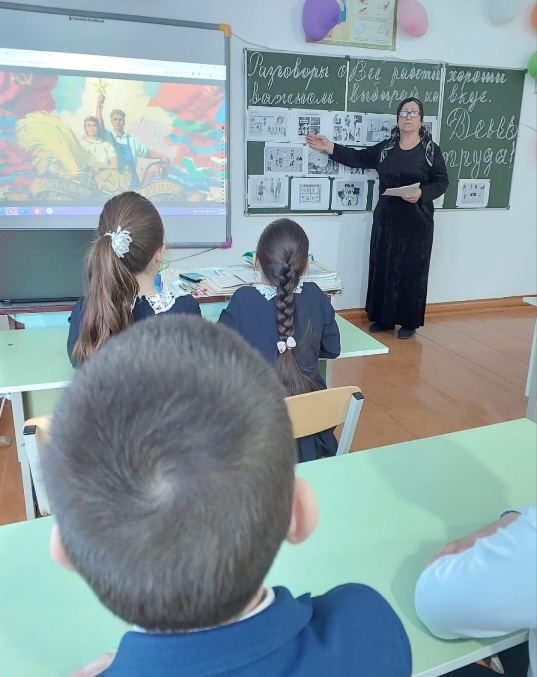 Разговоры о
важном.
Все работы хороши
выбирай на вкус.
День
труда!